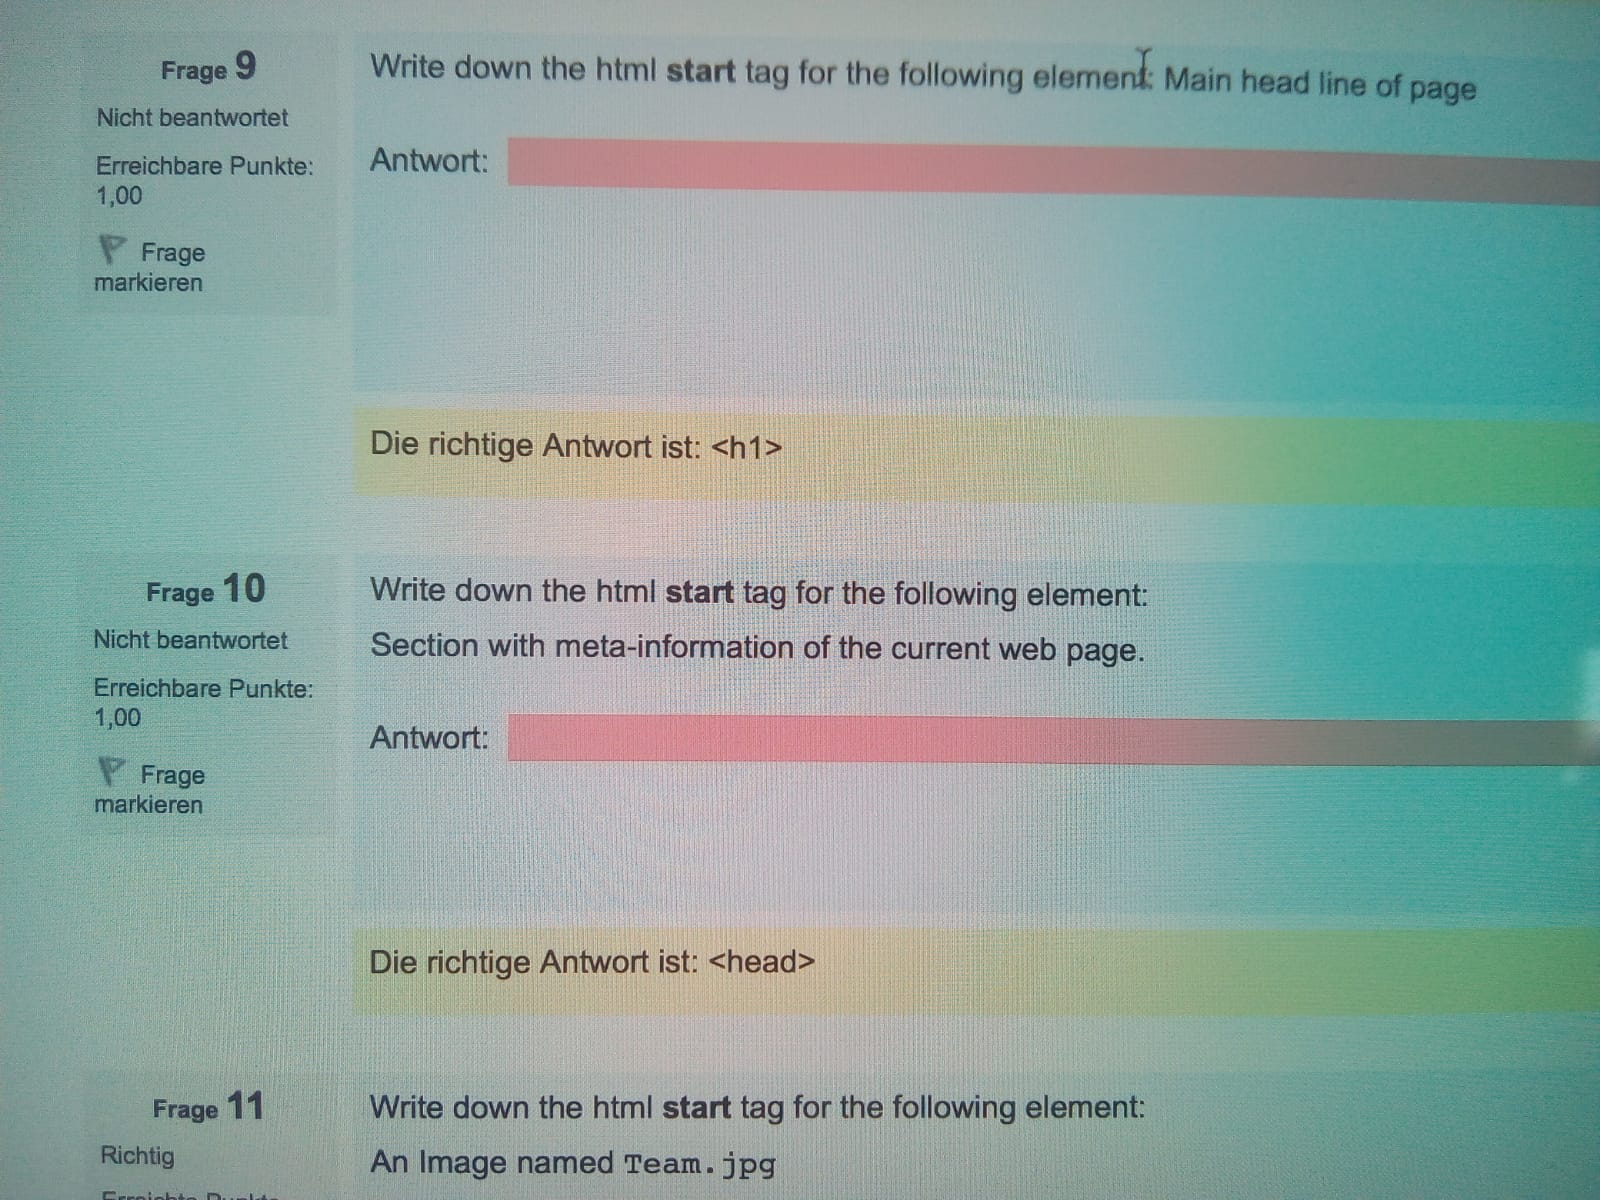 Frage 9
Nicht beantwortet
Erreichbare Punkte:
1,00
Frage
markieren
Write down the html start tag for the following element: Main head line of page
Antwort:
Die richtige Antwort ist: <h1>
Frage 10
Nicht beantwortet
Erreichbare Punkte:
1,00
Frage
markieren
Write down the html start tag for the following element:
Section with meta-information of the current web page.
Antwort:
Die richtige Antwort ist: <head>
Frage 11
Richtig
Write down the html start tag for the following element:
An Image named Team.jpg